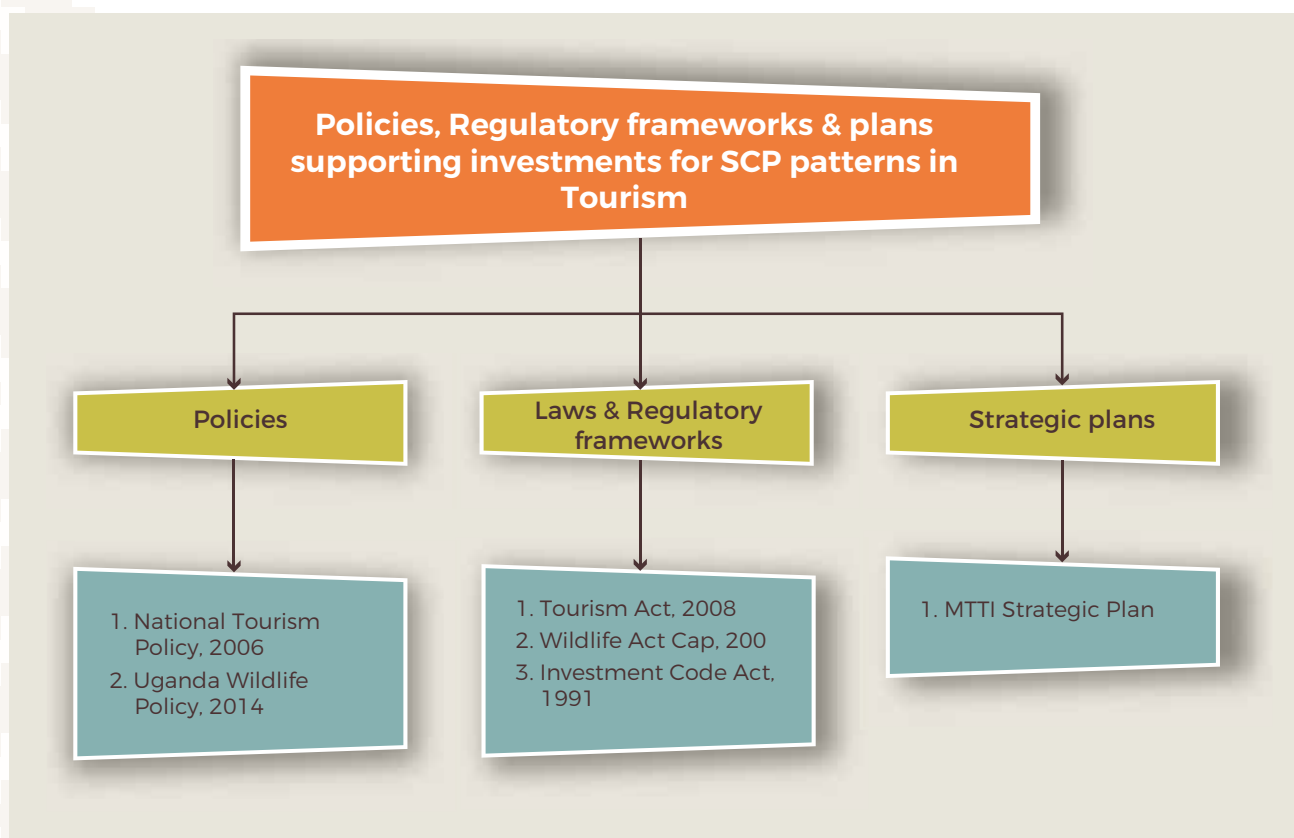 Policies, Regulatory frameworks & plans
supporting investments for SCP patterns in
Tourism
Policies
Laws & Regulatory
frameworks
Strategic plans
1. National Tourism
Policy, 2006
2. Uganda Wildlife
Policy, 2014
1. Tourism Act, 2008
2. Wildlife Act Cap, 200
3. Investment Code Act,
1991
1. MTTI Strategic Plan